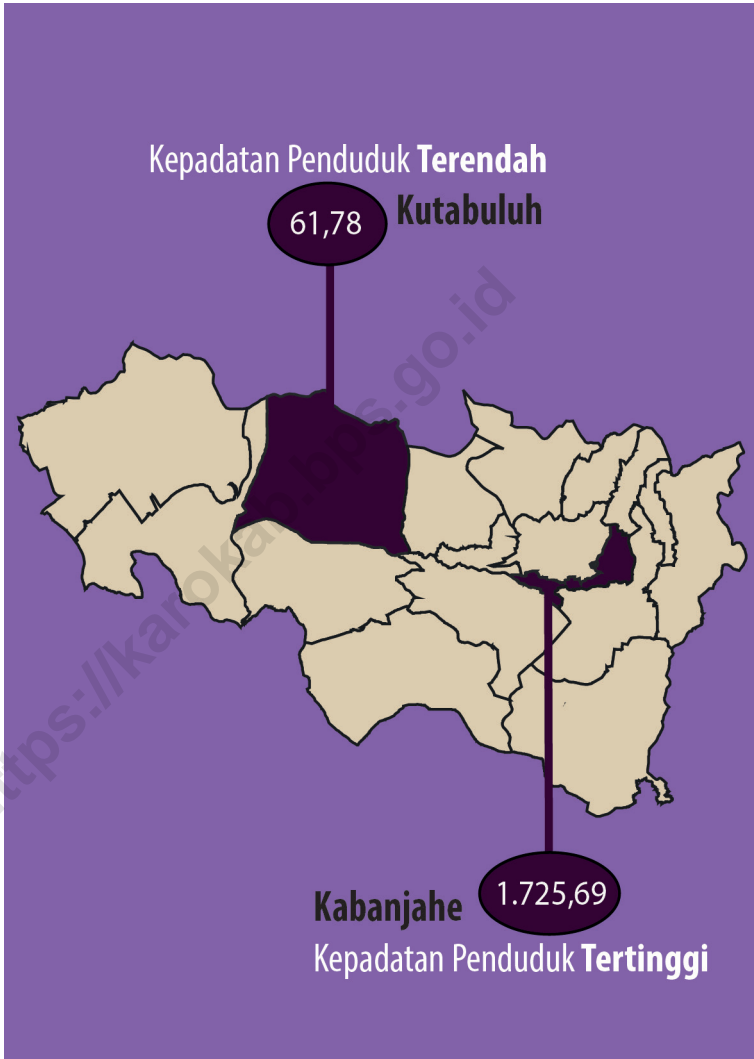 Kepadatan Penduduk Terendah
61,78 Kutabuluh
https://karokab.bps.go.id
Kabanjahe 1.725,69
Kepadatan Penduduk Tertinggi